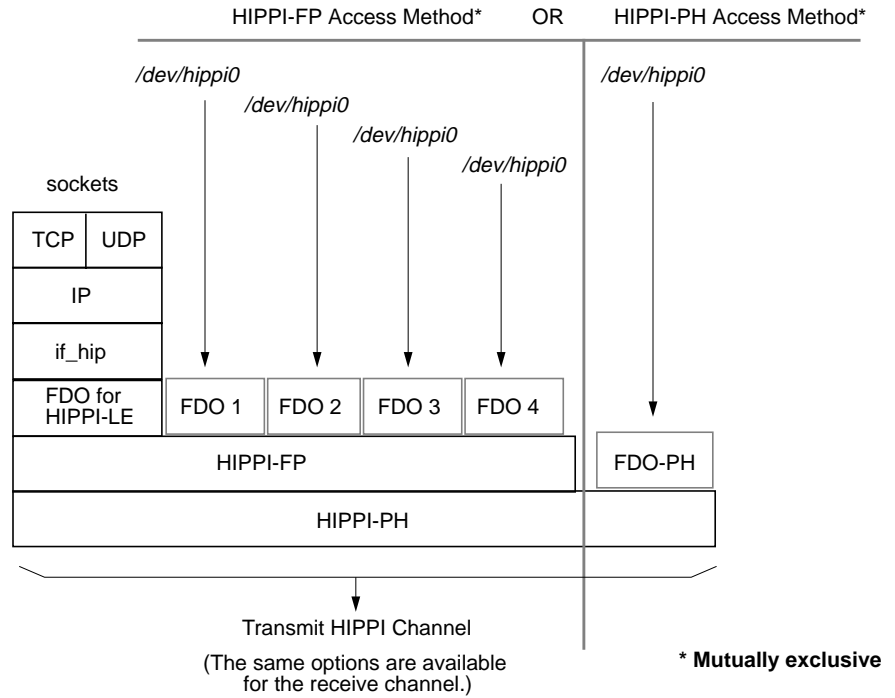 HIPPI-FP Access Method* OR HIPPI-PH Access Method*
/dev/hippi0 /dev/hippi0
/dev/hippi0
/dev/hippi0
/dev/hippi0
sockets
TCP UDP
IP
if_hip
FDO for
HIPPI-LE
FDO 1 FDO 2 FDO 3 FDO 4
HIPPI-FP FDO-PH
HIPPI-PH
Transmit HIPPI Channel
(The same options are available
for the receive channel.)
* Mutually exclusive